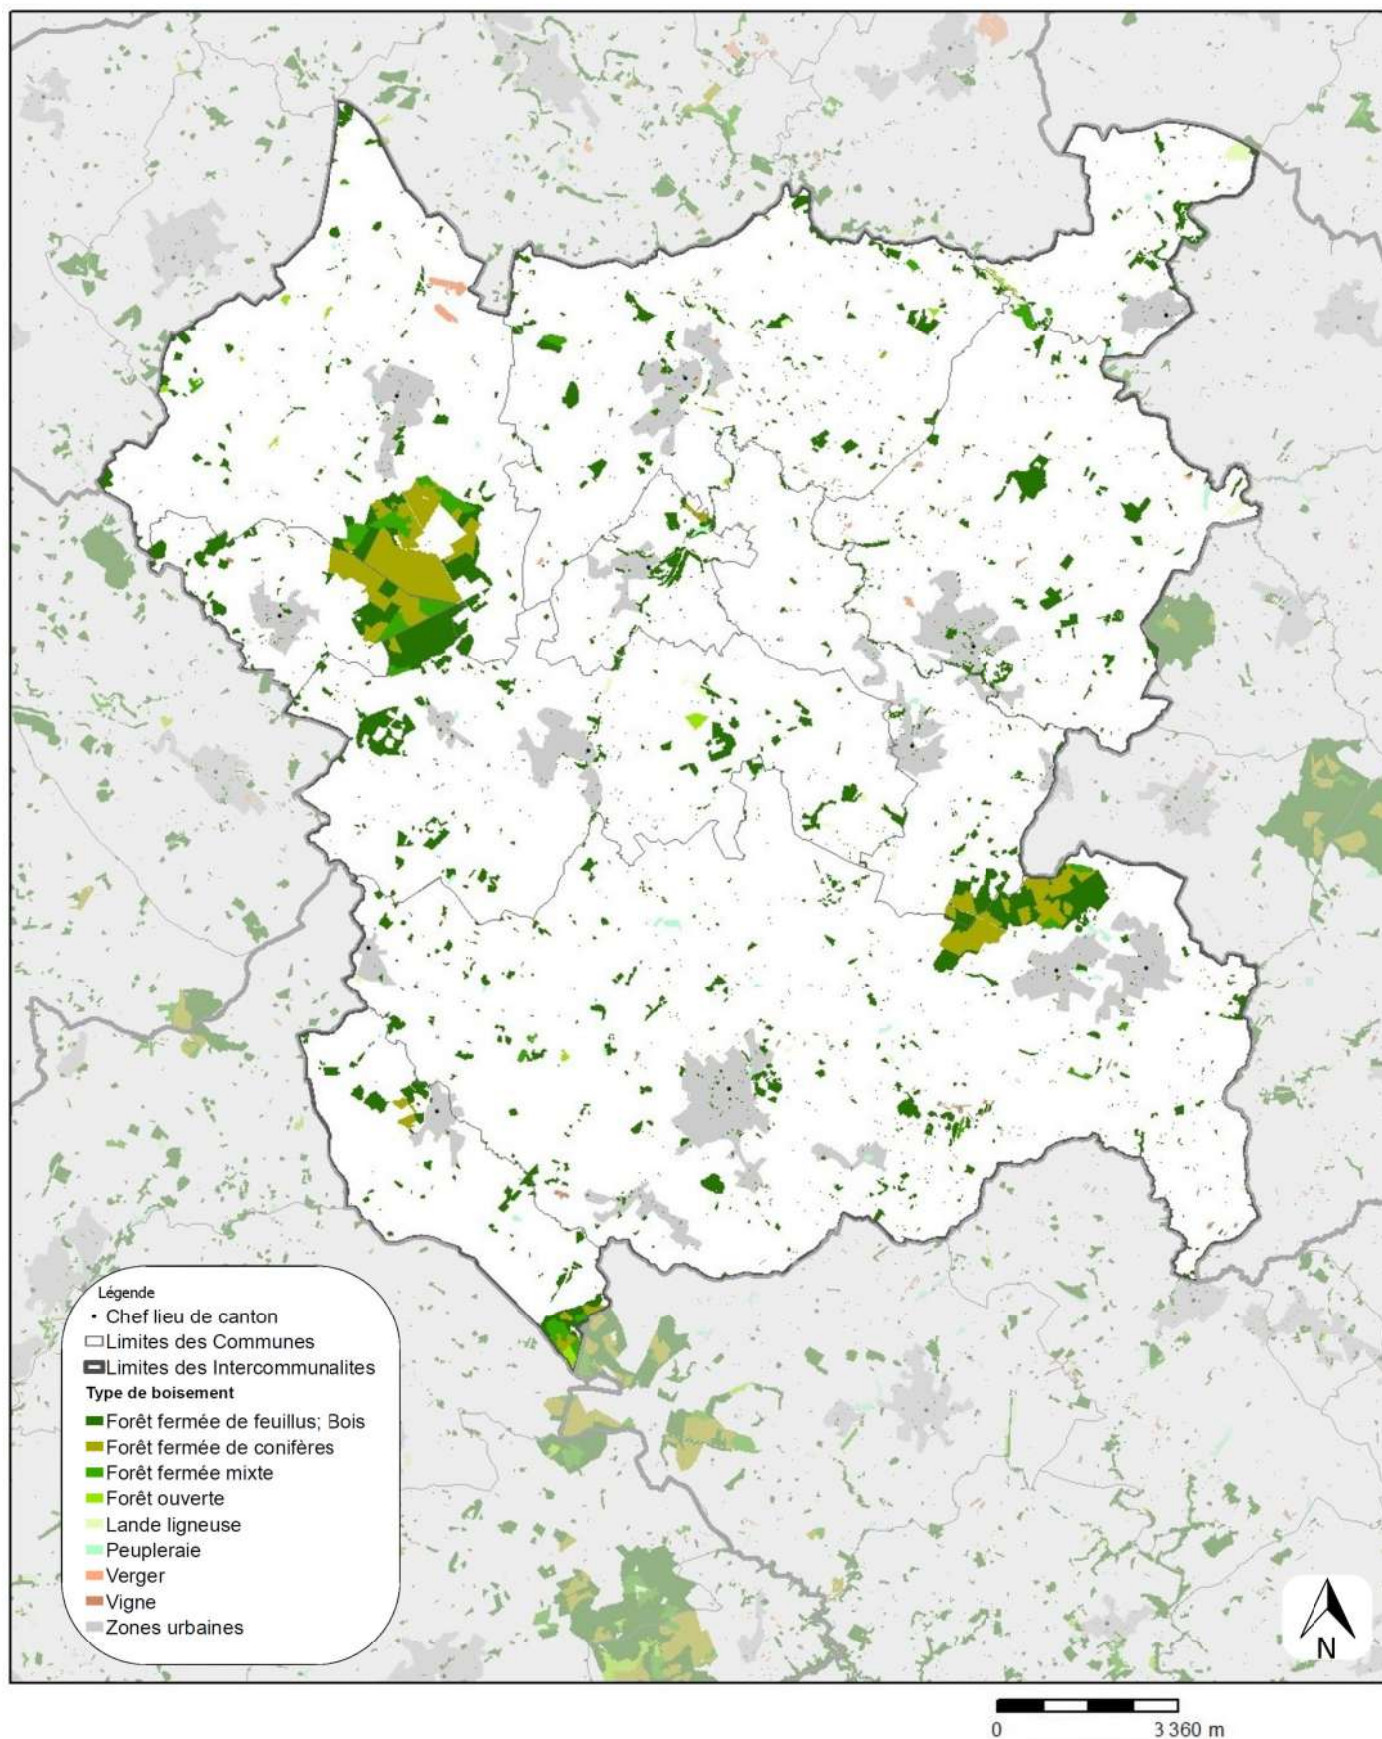 Légende
Chef lieu de canton
Limites des Communes
Limites des Intercommunalites
Type de boisement
Forêt fermée de feuillus; Bois
Forêt fermée de conifères
Forêt fermée mixte
Forêt ouverte
Lande ligneuse
Peupleraie
Verger
Vigne
Zones urbaines
N
0 3 360 m